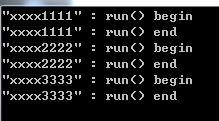 "xxxx1111" : run() begin
"xxxx1111" : run() end
"xxxx2222" : run() begin
"xxxx2222" : run() end
"xxxx3333" : run() begin
"xxxx3333" : run() end